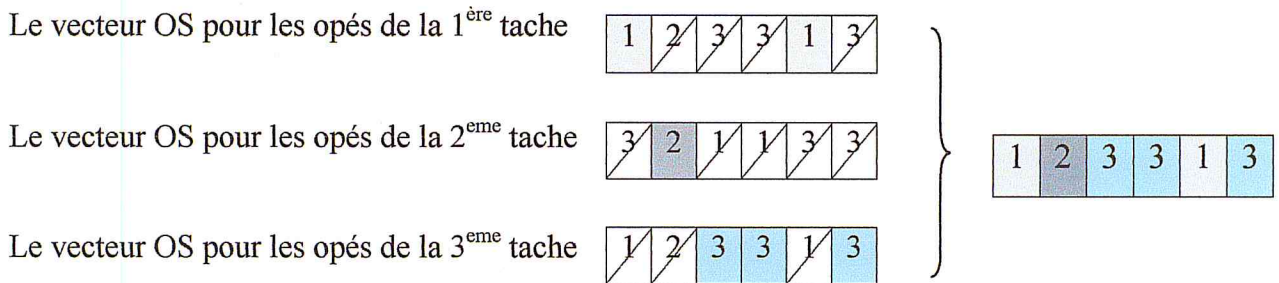 Le vecteur OS pour les opés de la 1ère tache 1 2 3 3 1 3
Le vecteur OS pour les opés de la 2eme tache 3 2 1 1 3 3
1 2 3 3 1 3
Le vecteur OS pour les opés de la 3eme tache 1 2 3 3 1 3